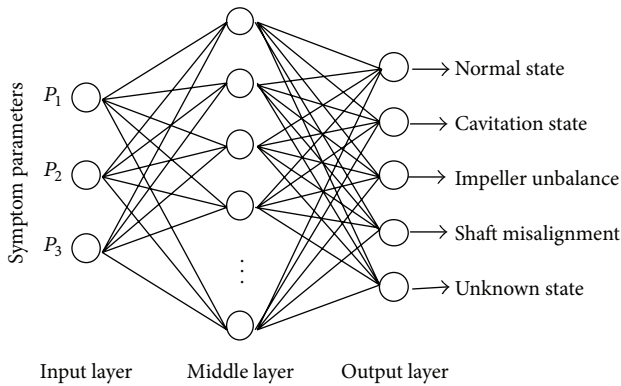 Symptom parameters
P1
P2
P3
Normal state
Cavitation state
Impeller unbalance
Shaft misalignment
Unknown state
Input layer
Middle layer
Output layer